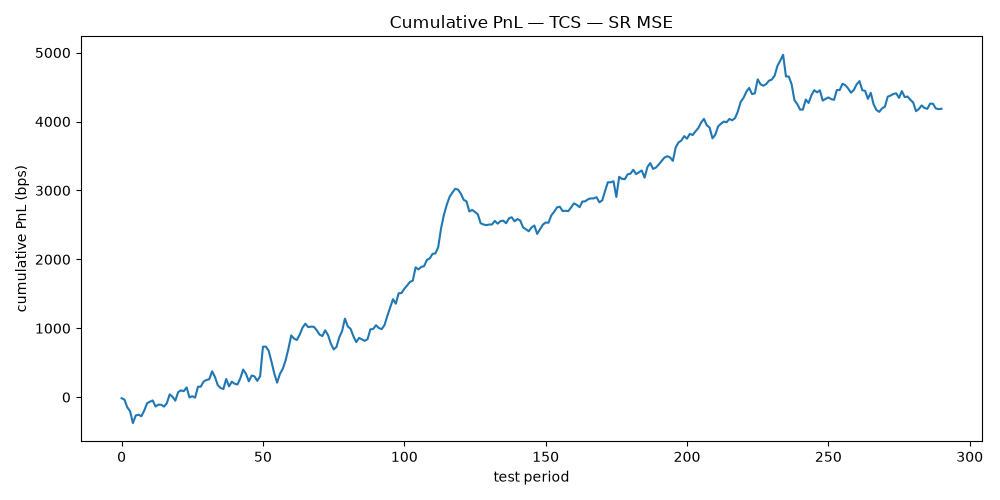 Cumulative PnL — TCS — SR MSE
cumulative PnL (bps)
5000
4000
3000
2000
1000
0
0 50 100 150 200 250 300
test period